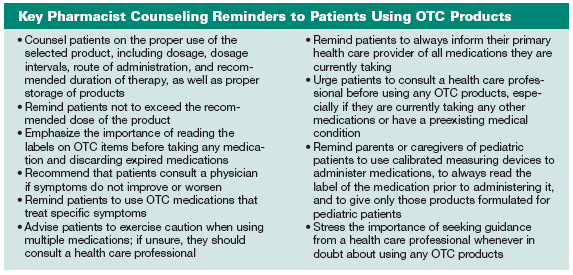 Key Pharmacist Counseling Reminders to Patients Using OTC Products
• Counsel patients on the proper use of the
selected product, including dosage, dosage
intervals, route of administration, and recom-
mended duration of therapy, as well as proper
storage of products
• Remind patients not to exceed the recom-
mended dose of the product
• Emphasize the importance of reading the
labels on OTC items before taking any medica-
tion and discarding expired medications
• Recommend that patients consult a physician
if symptoms do not improve or worsen
• Remind patients to use OTC medications that
treat specific symptoms
• Advise patients to exercise caution when using
multiple medications; if unsure, they should
consult a health care professional
• Remind patients to always inform their primary
health care provider of all medications they are
currently taking
• Urge patients to consult a health care profes-
sional before using any OTC products, espe-
cially if they are currently taking any other
medications or have a preexisting medical
condition
• Remind parents or caregivers of pediatric
patients to use calibrated measuring devices to
administer medications, to always read the
label of the medication prior to administering it,
and to give only those products formulated for
pediatric patients
• Stress the importance of seeking guidance
from a health care professional whenever in
doubt about using any OTC products